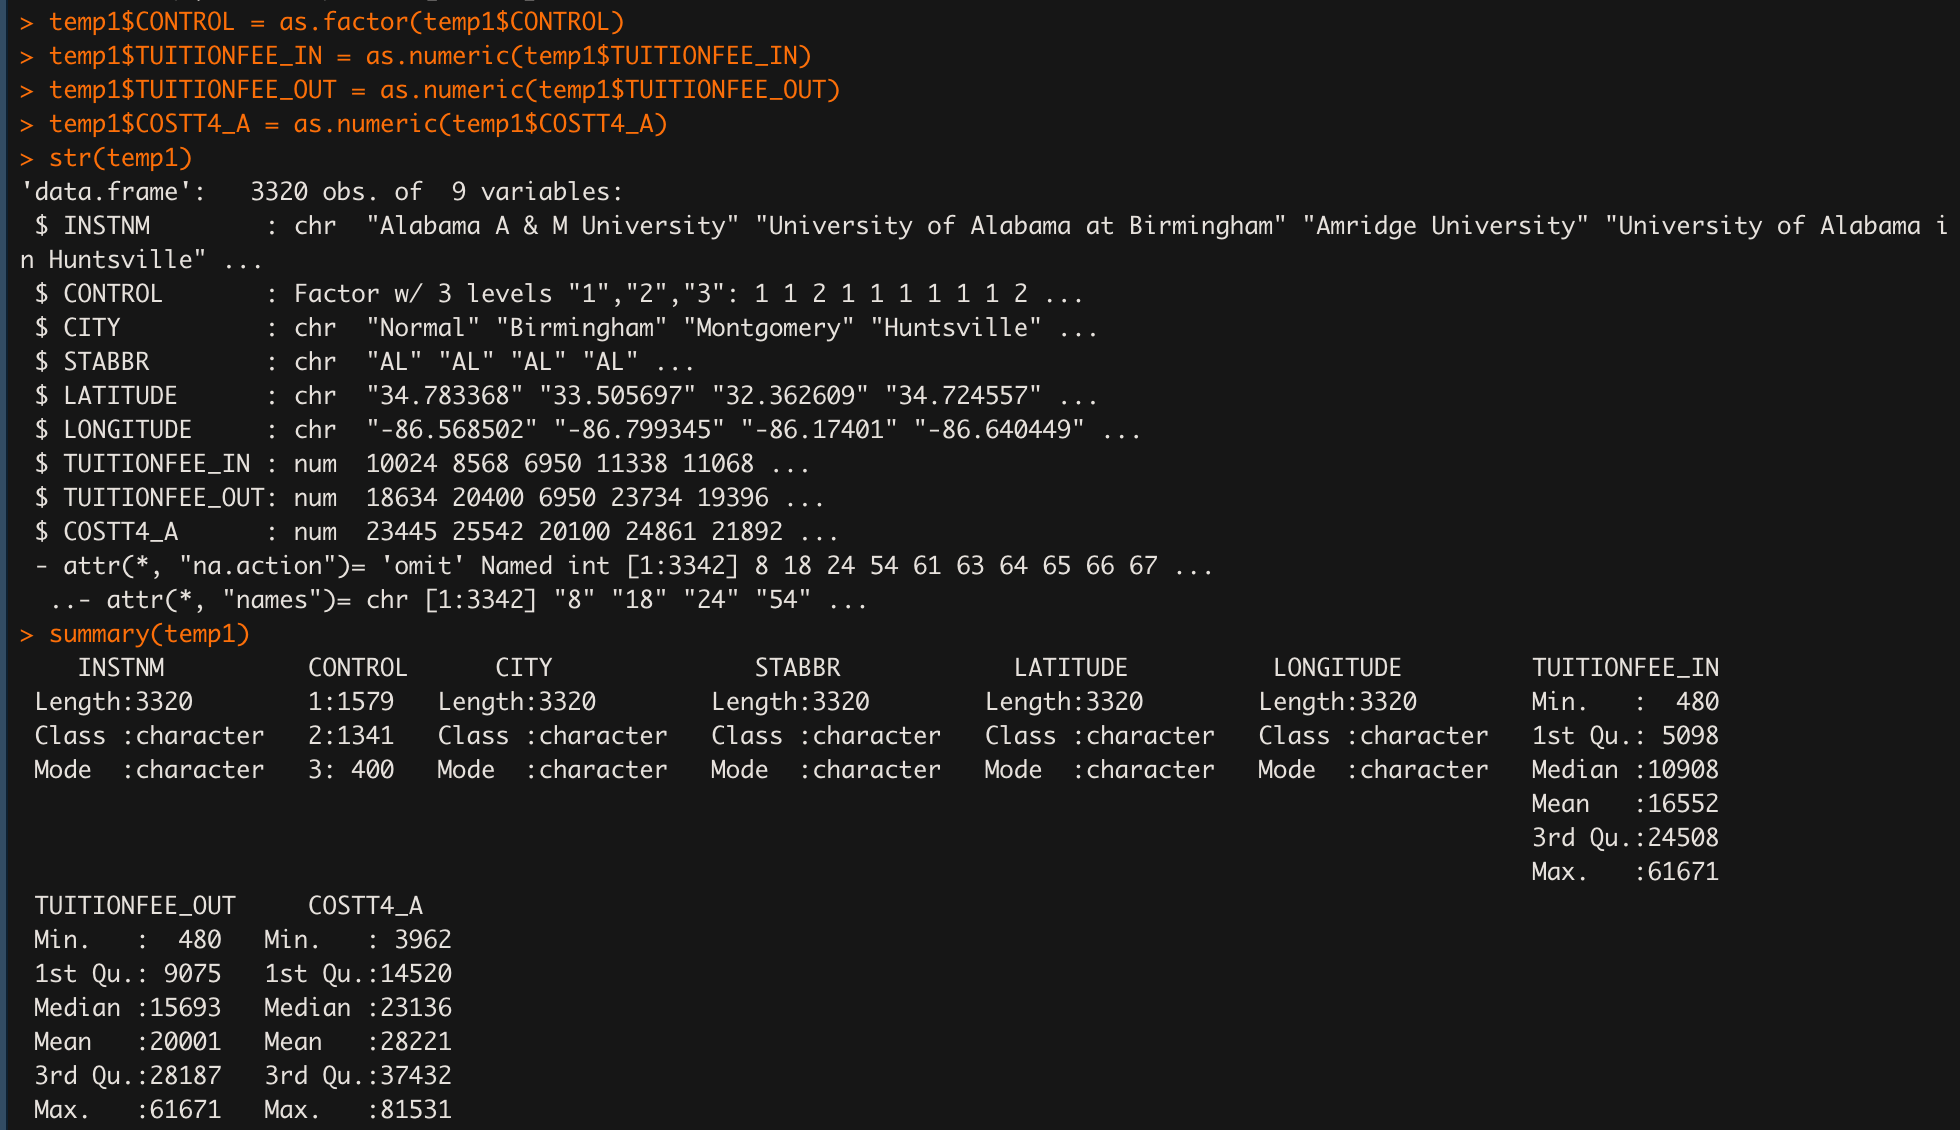 > temp1$CONTROL = as.factor(temp1$CONTROL)
> temp1$TUITIONFEE_IN = as.numeric(temp1$TUITIONFEE_IN)
> temp1$TUITIONFEE_OUT = as.numeric(temp1$TUITIONFEE_OUT)
> temp1$COSTT4_A = as.numeric(temp1$COSTT4_A)
> str(temp1)
'data.frame':   3320 obs. of  9 variables:
 $ INSTNM        : chr  "Alabama A & M University" "University of Alabama at Birmingham" "Amridge University" "University of Alabama i
n Huntsville" ...
 $ CONTROL       : Factor w/ 3 levels "1","2","3": 1 1 2 1 1 1 1 1 1 2 ...
 $ CITY          : chr  "Normal" "Birmingham" "Montgomery" "Huntsville" ...
 $ STABBR        : chr  "AL" "AL" "AL" "AL" ...
 $ LATITUDE      : chr  "34.783368" "33.505697" "32.362609" "34.724557" ...
 $ LONGITUDE     : chr  "-86.568502" "-86.799345" "-86.17401" "-86.640449" ...
 $ TUITIONFEE_IN : num  10024 8568 6950 11338 11068 ...
 $ TUITIONFEE_OUT: num  18634 20400 6950 23734 19396 ...
 $ COSTT4_A      : num  23445 25542 20100 24861 21892 ...
 - attr(*, "na.action")= 'omit' Named int [1:3342] 8 18 24 54 61 63 64 65 66 67 ...
  ..- attr(*, "names")= chr [1:3342] "8" "18" "24" "54" ...
> summary(temp1)
    INSTNM          CONTROL      CITY              STABBR            LATITUDE          LONGITUDE         TUITIONFEE_IN
 Length:3320        1:1579   Length:3320        Length:3320        Length:3320        Length:3320        Min.   :  480
 Class :character   2:1341   Class :character   Class :character   Class :character   Class :character   1st Qu.: 5098
 Mode  :character   3: 400   Mode  :character   Mode  :character   Mode  :character   Mode  :character   Median :10908
                                                                                                         Mean   :16552
                                                                                                         3rd Qu.:24508
                                                                                                         Max.   :61671
 TUITIONFEE_OUT     COSTT4_A
 Min.   :  480   Min.   : 3962
 1st Qu.: 9075   1st Qu.:14520
 Median :15693   Median :23136
 Mean   :20001   Mean   :28221
 3rd Qu.:28187   3rd Qu.:37432
 Max.   :61671   Max.   :81531